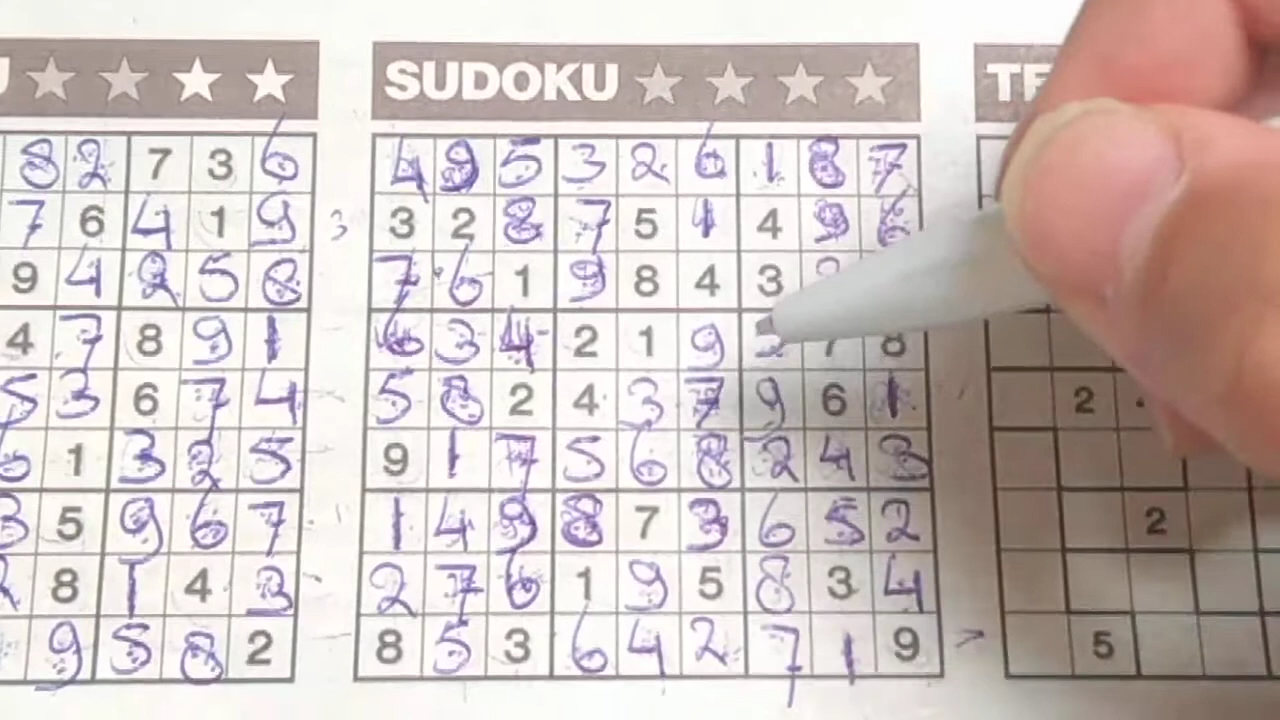 8 2 7 3 6
7 6 4 1 9
9 4 2 5 8
4 7 8 9 1
5 3 6 7 4
6 1 3 2 5
3 5 9 6 7
2 8 1 4 3
9 5 8 2
SUDOKU
4 9 5 3 2 6 1 8 7
3
3 2 8 7 5 1 4 9 6
7 6 1 9 8 4 3
6 3 4 2 1 9 5 7 8
5 8 2 4 3 7 9 6 1
9 1 7 5 6 8 2 4 3
1 4 9 8 7 3 6 5 2
2 7 6 1 9 5 8 3 4
8 5 3 6 4 2 7 1 9
2
2
5